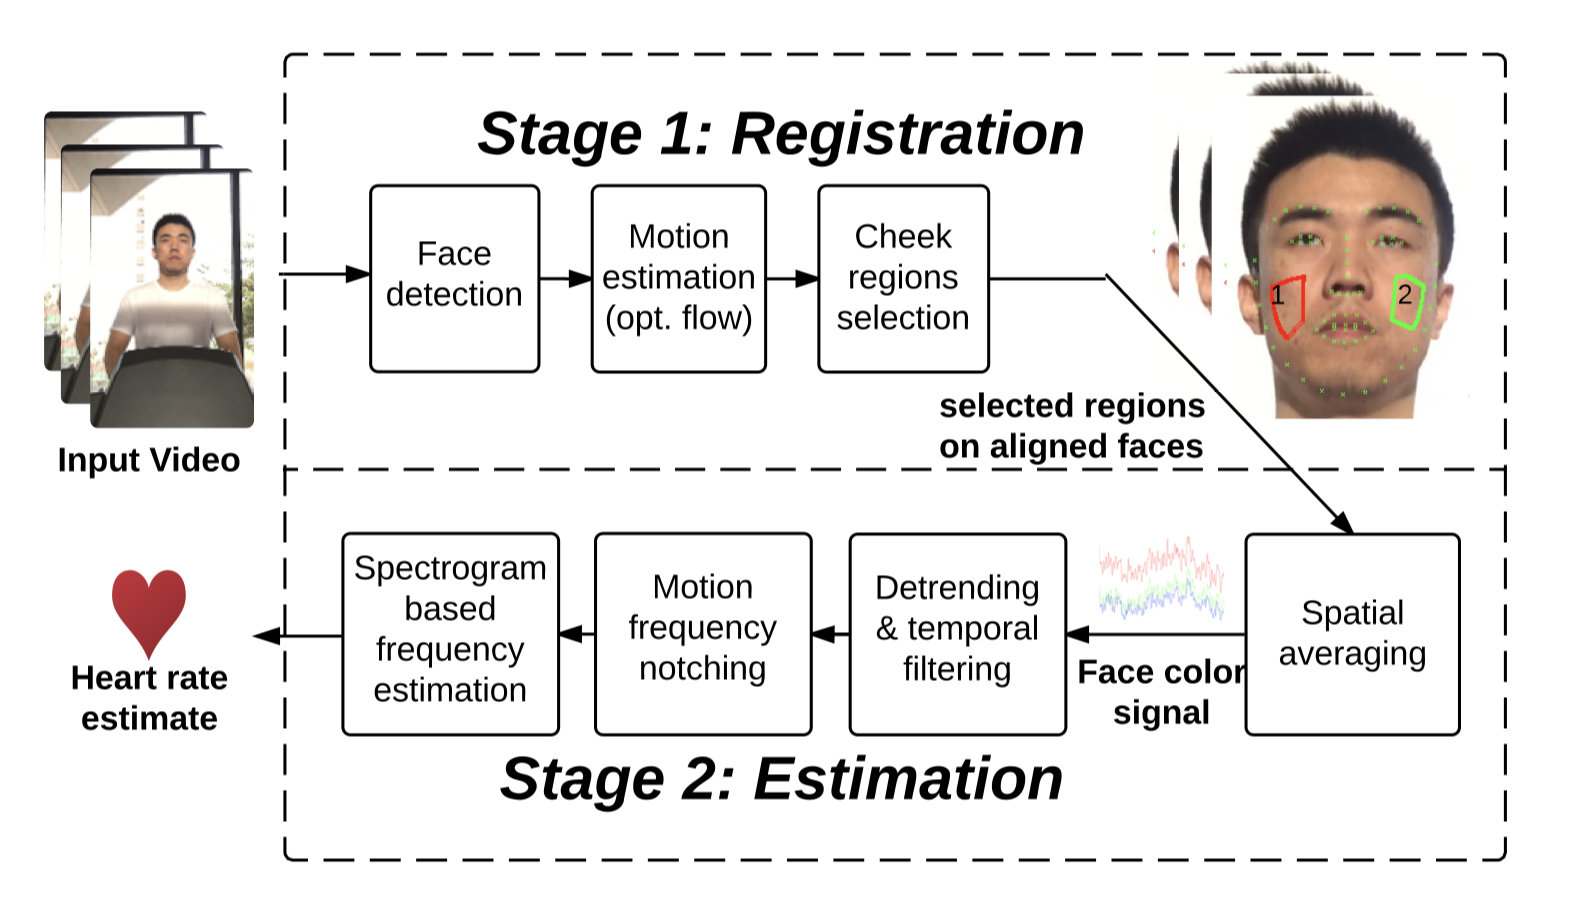 Stage 1: Registration
Face
detection
Motion
estimation
(opt. flow)
Cheek
regions
selection
1
2
selected regions
on aligned faces
Input Video
Spatial
averaging
Face color
signal
Detrending
& temporal
filtering
Motion
frequency
notching
Spectrogram
based
frequency
estimation
Heart rate
estimate
Stage 2: Estimation